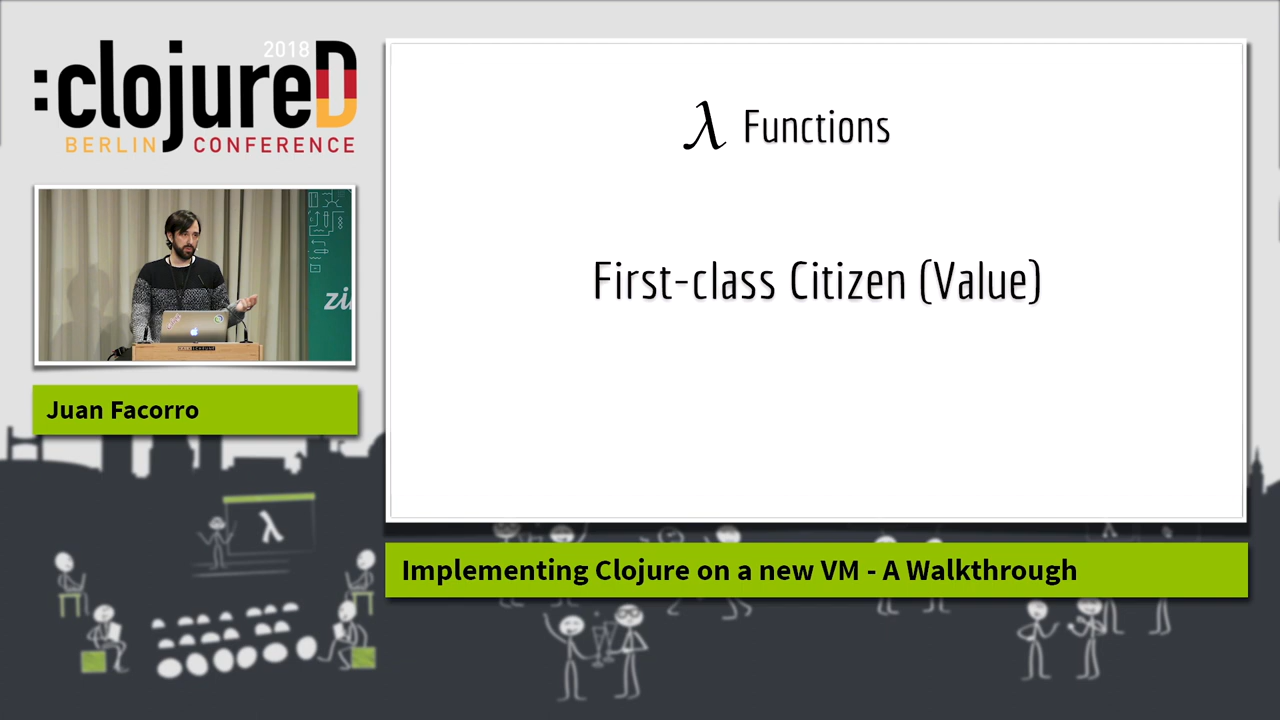 2018
:clojureD
BERLIN CONFERENCE
λ Functions
First-class Citizen (Value)
Juan Facorro
λ
Implementing Clojure on a new VM - A Walkthrough